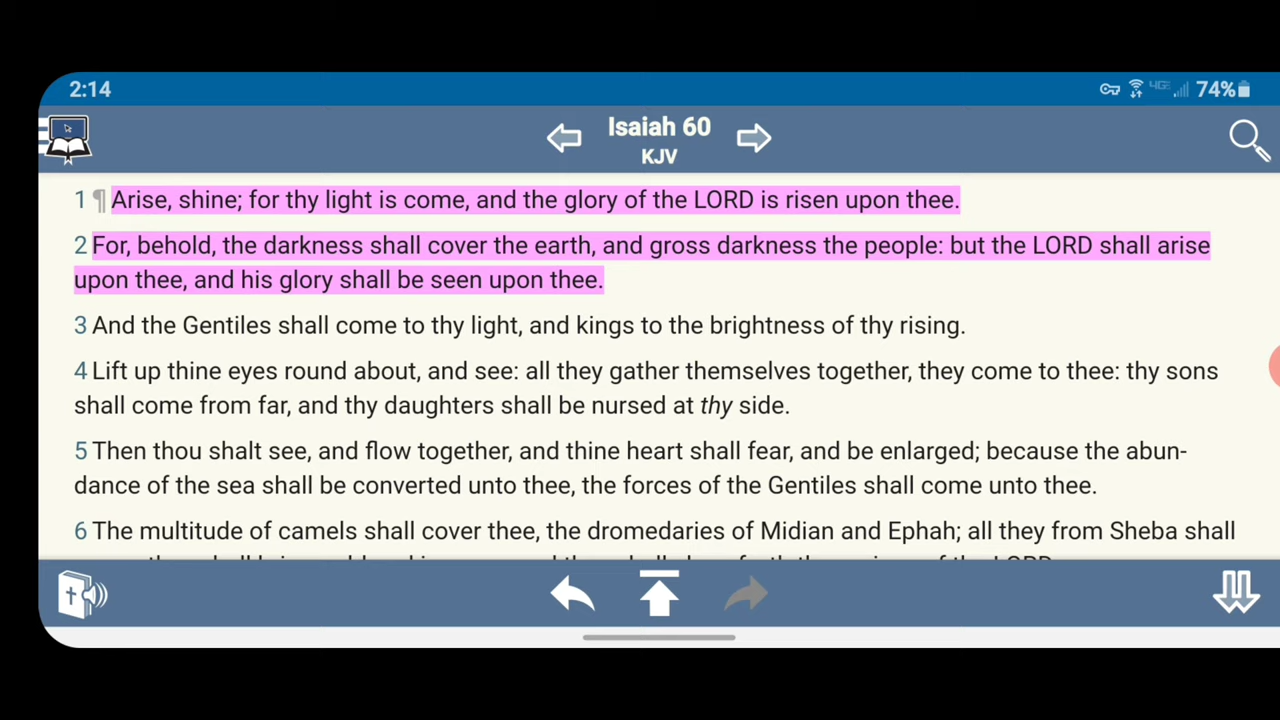 2:14
4GE
74%
Isaiah 60
KJV
1 ¶ Arise, shine; for thy light is come, and the glory of the LORD is risen upon thee.
2 For, behold, the darkness shall cover the earth, and gross darkness the people: but the LORD shall arise
upon thee, and his glory shall be seen upon thee.
3 And the Gentiles shall come to thy light, and kings to the brightness of thy rising.
4 Lift up thine eyes round about, and see: all they gather themselves together, they come to thee: thy sons
shall come from far, and thy daughters shall be nursed at thy side.
5 Then thou shalt see, and flow together, and thine heart shall fear, and be enlarged; because the abun-
dance of the sea shall be converted unto thee, the forces of the Gentiles shall come unto thee.
6 The multitude of camels shall cover thee, the dromedaries of Midian and Ephah; all they from Sheba shall